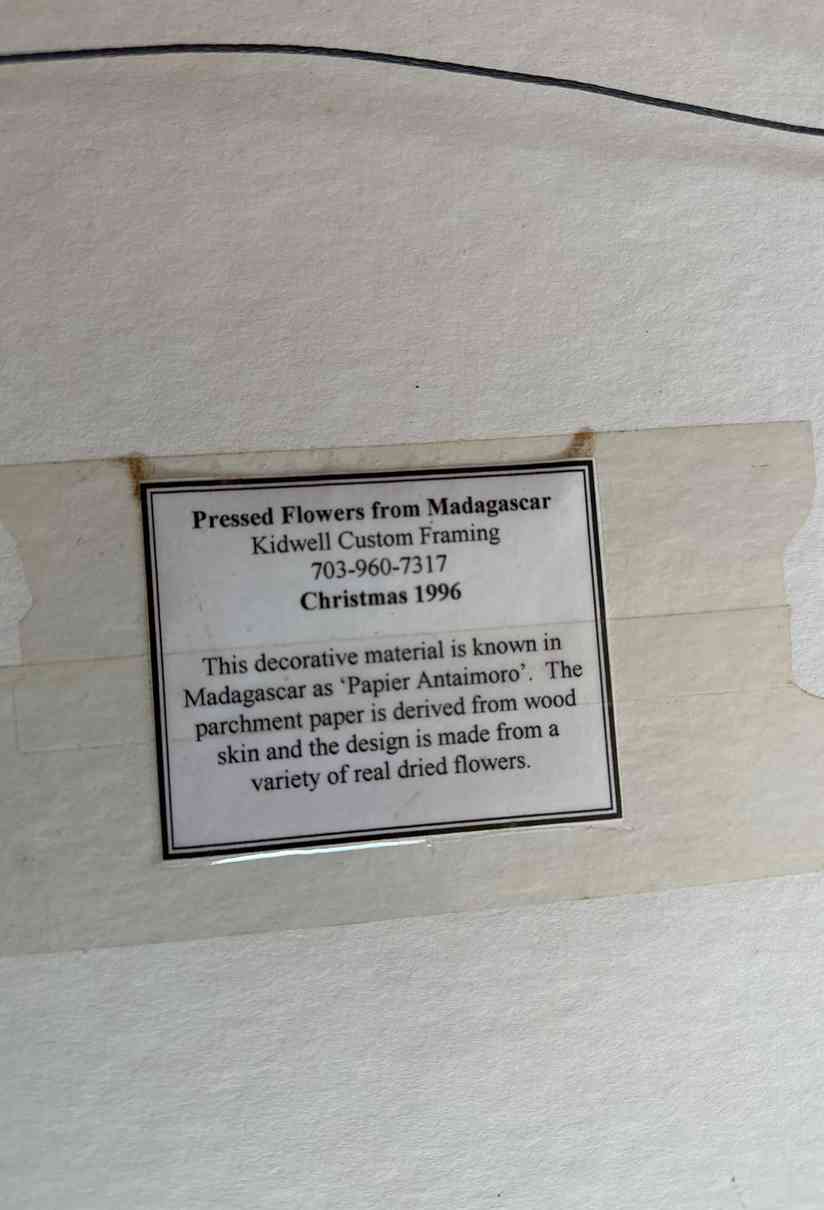 Pressed Flowers from Madagascar
Kidwell Custom Framing
703-960-7317
Christmas 1996
This decorative material is known in
Madagascar as ‘Papier Antaimoro’. The
parchment paper is derived from wood
skin and the design is made from a
variety of real dried flowers.